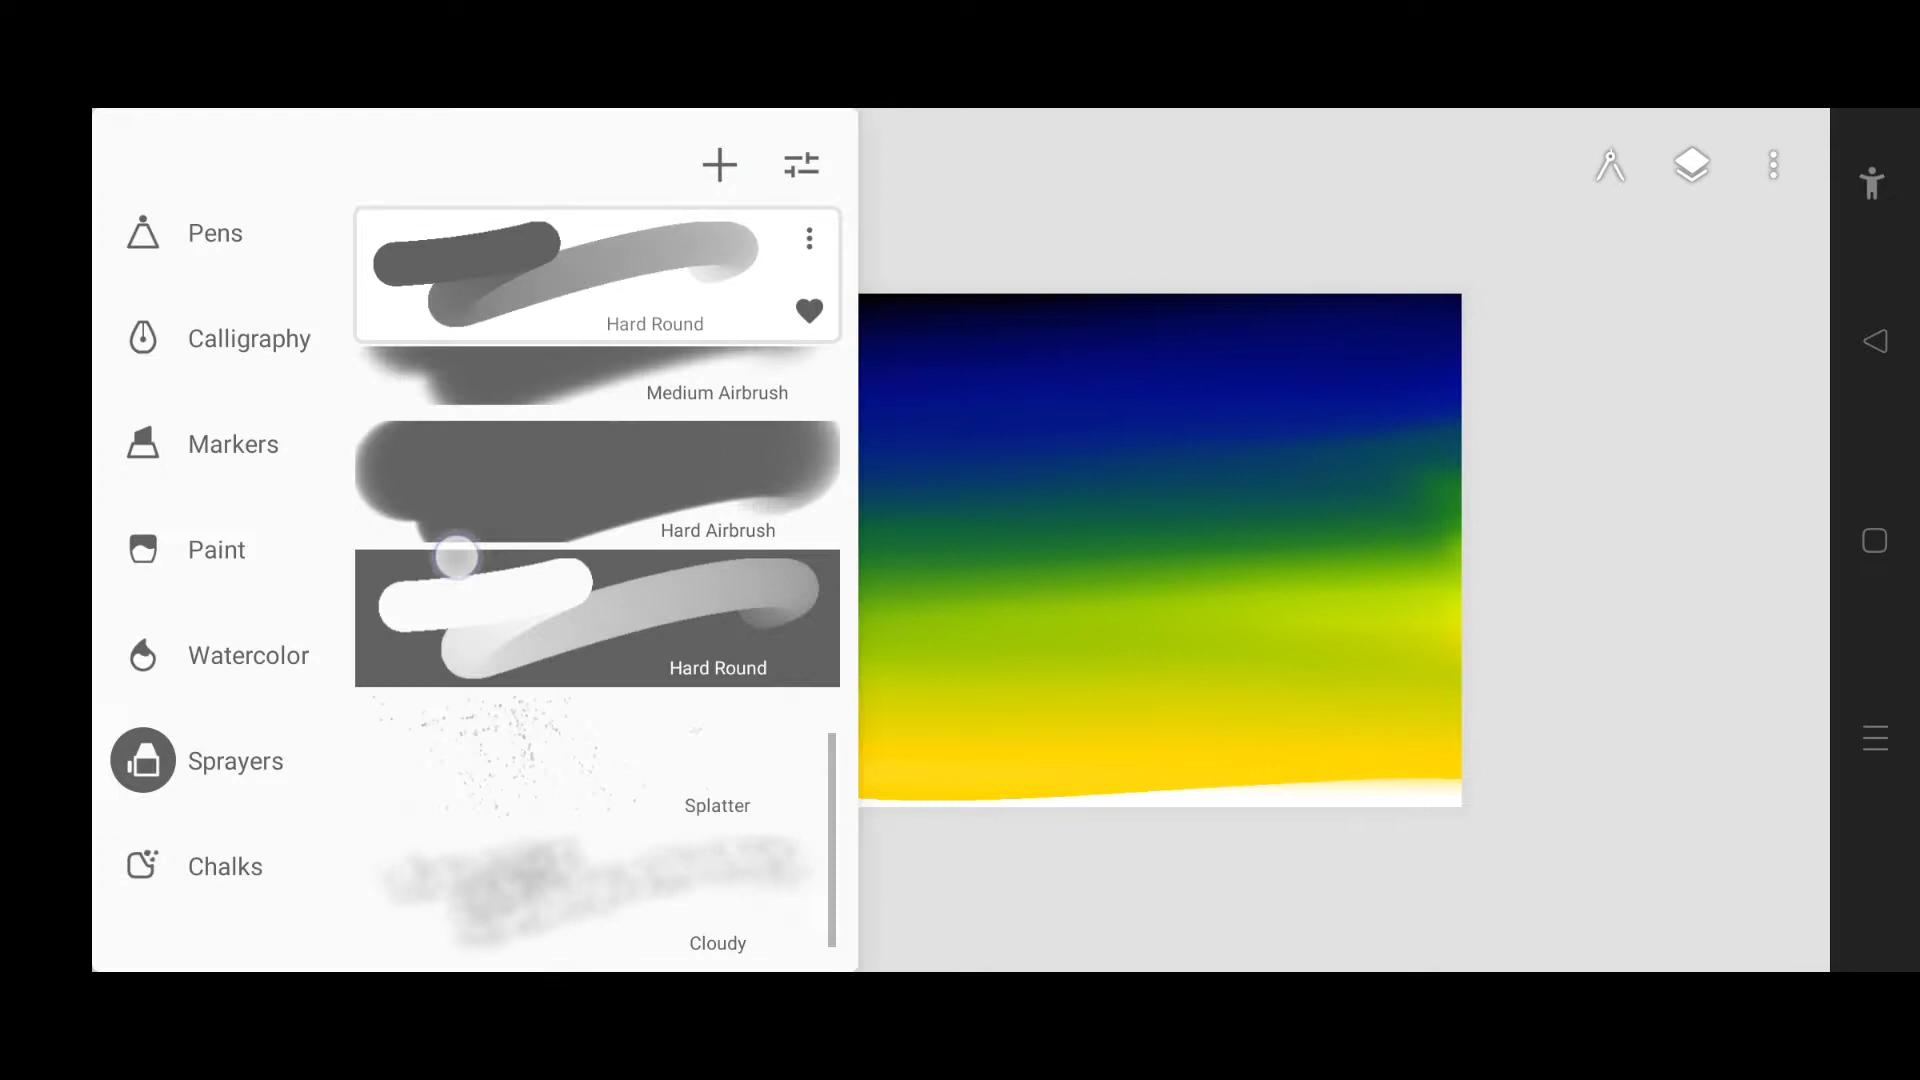 Pens
Calligraphy
Markers
Paint
Watercolor
Sprayers
Chalks
Hard Round
Medium Airbrush
Hard Airbrush
Hard Round
Splatter
Cloudy